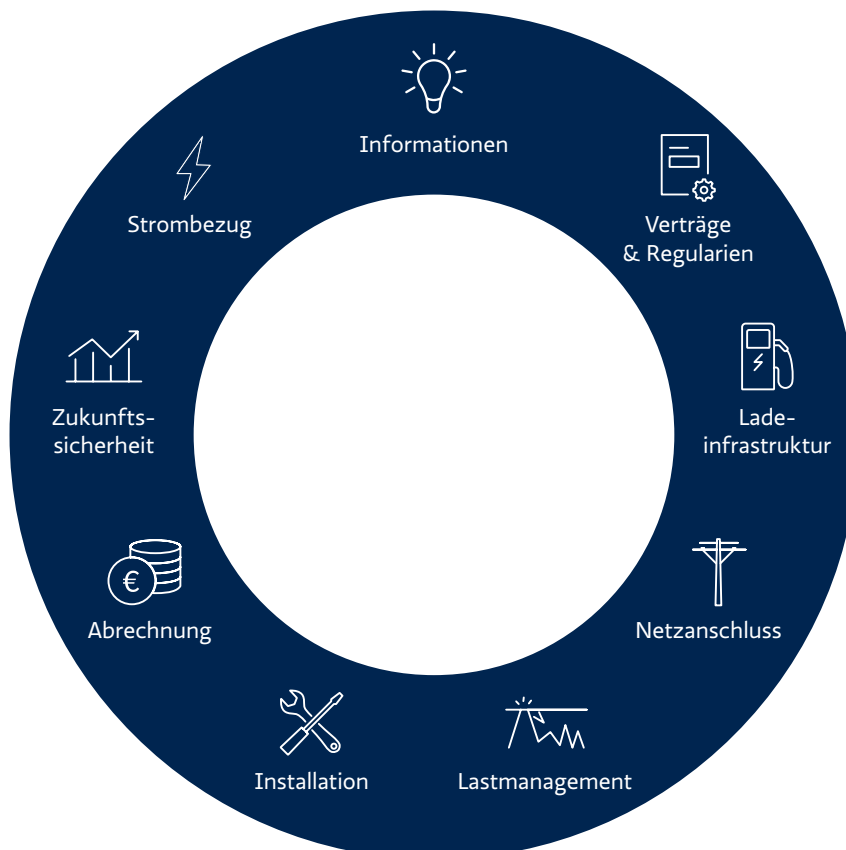 Informationen
Verträge
& Regularien
Lade-
infrastruktur
Netzanschluss
Lastmanagement
Installation
€
Abrechnung
Zukunfts-
sicherheit
Strombezug